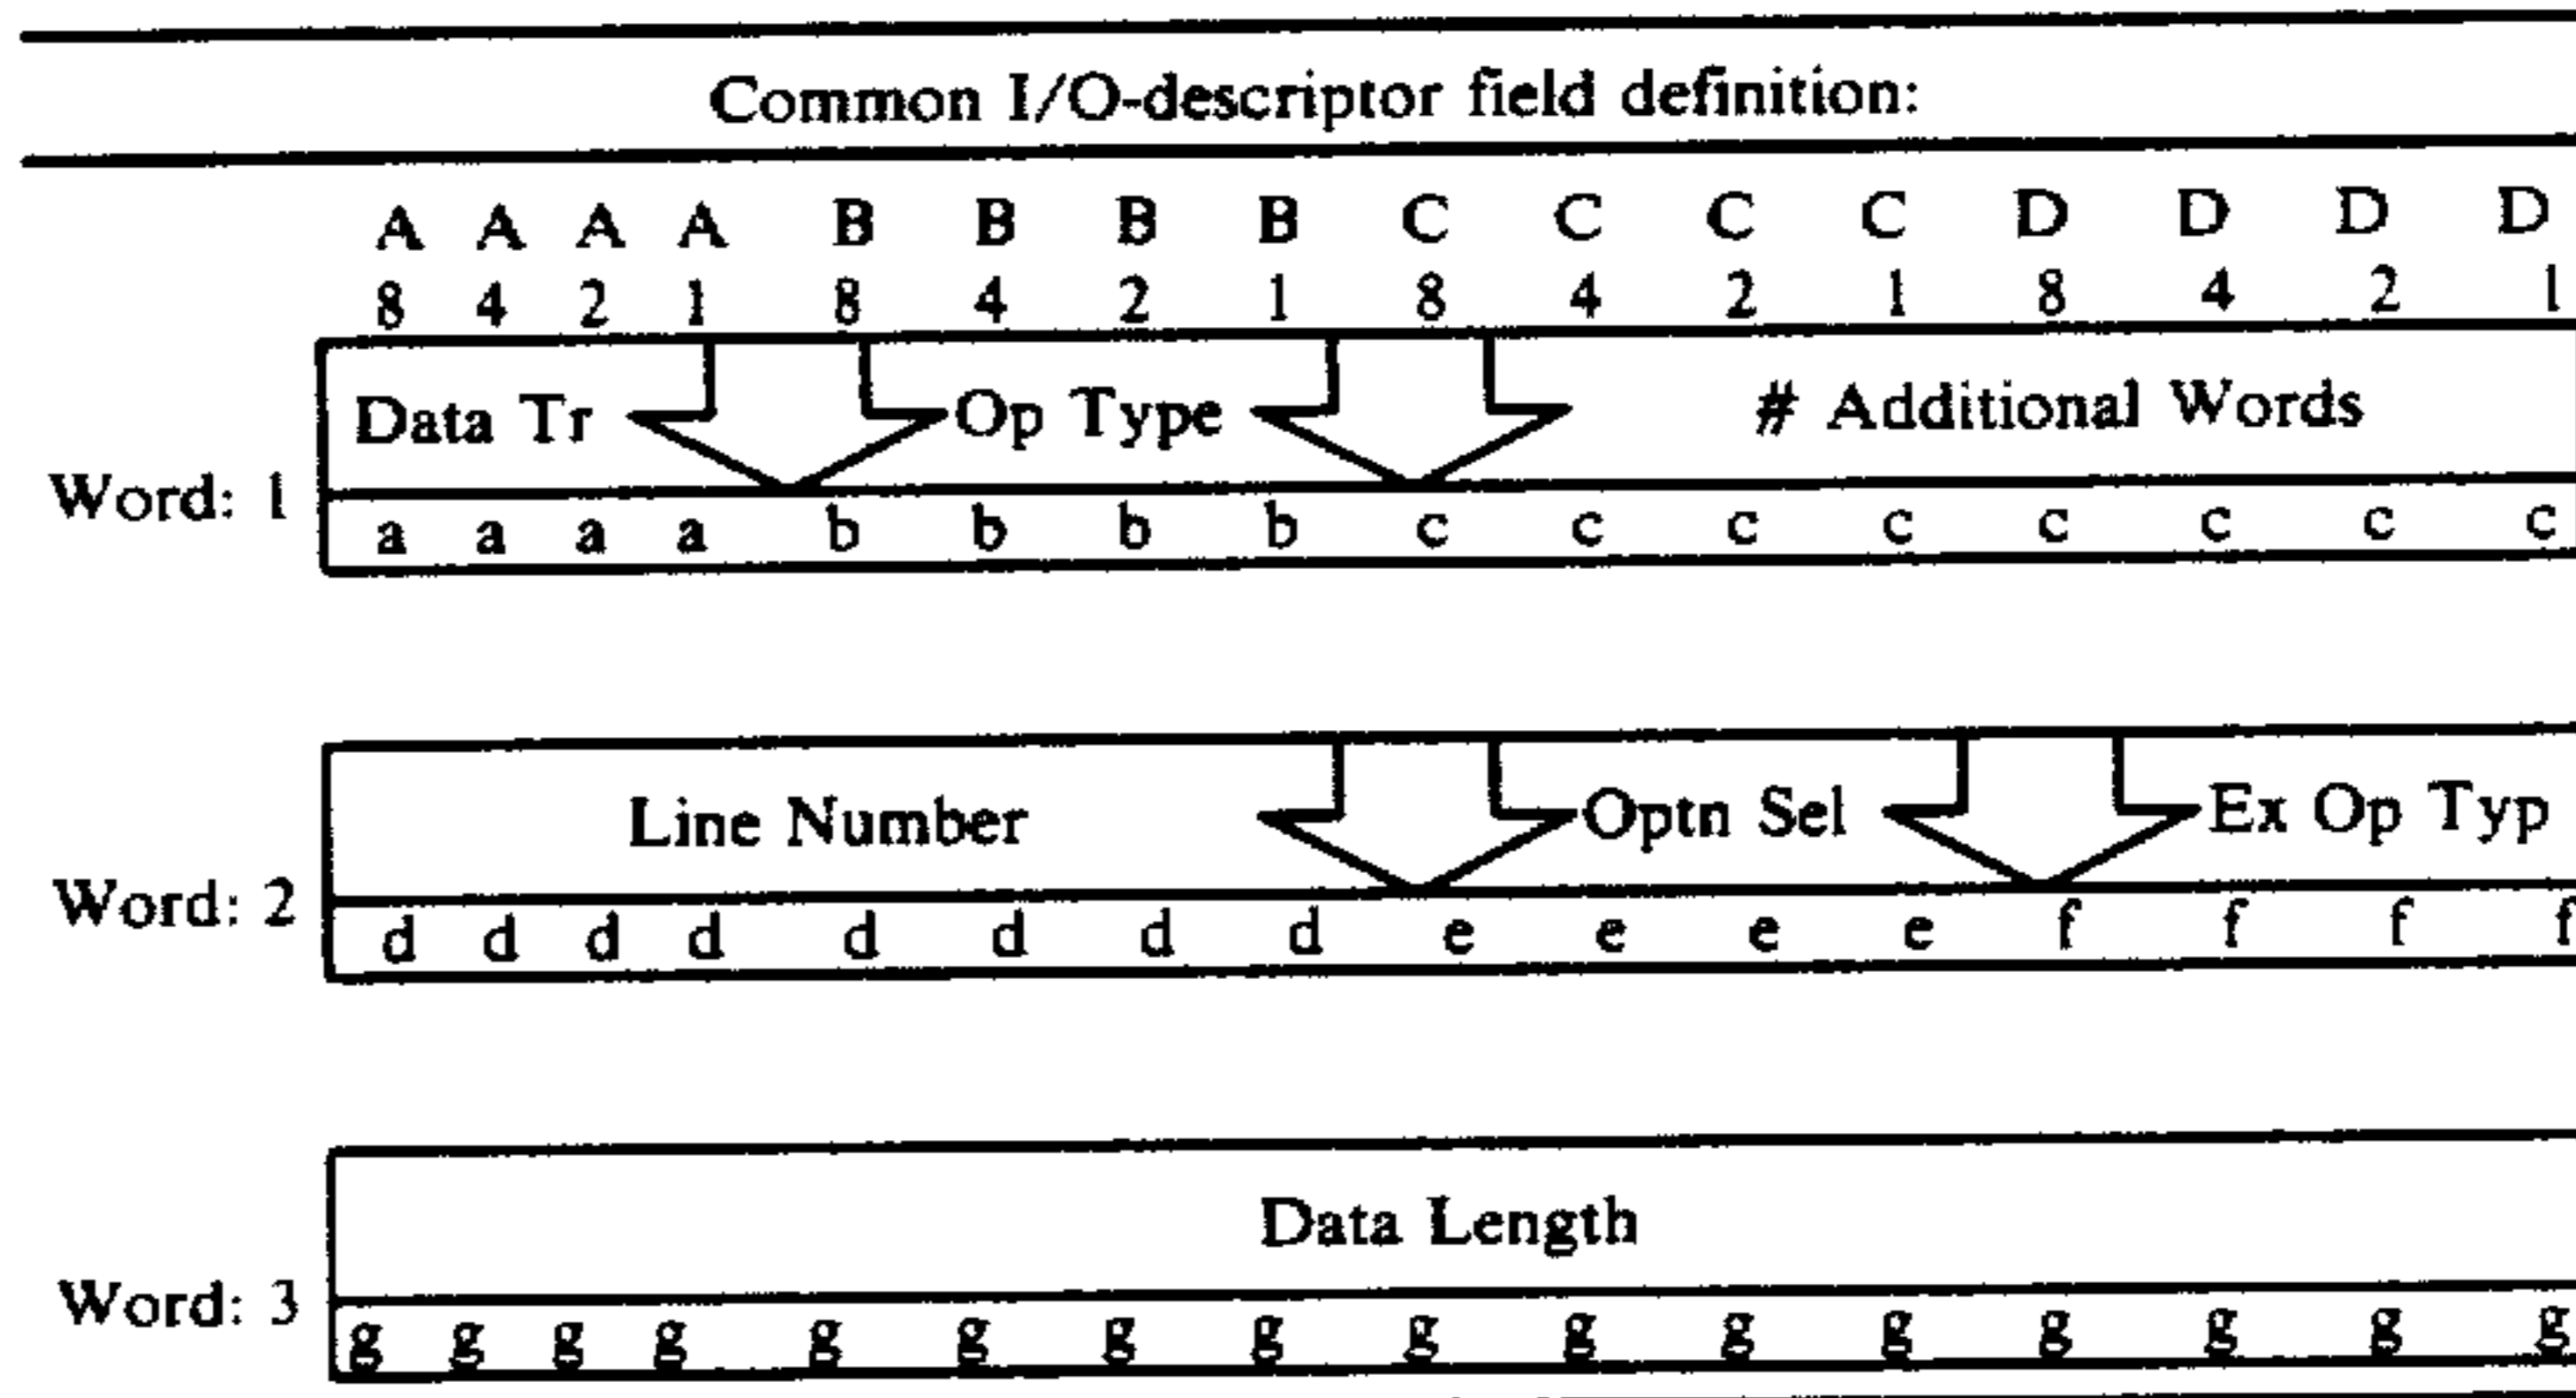 Common I/O-descriptor field definition:
A A A A B B B B C C C C D D D D
8 4 2 1 8 4 2 1 8 4 2 1 8 4 2 1
Data Tr Op Type # Additional Words
Word: 1
a a a a b b b b c c c c c c c c
Line Number Optn Sel Ex Op Typ
Word: 2
d d d d d d d d e e e e f f f f
Data Length
Word: 3
g g g g g g g g g g g g g g g g